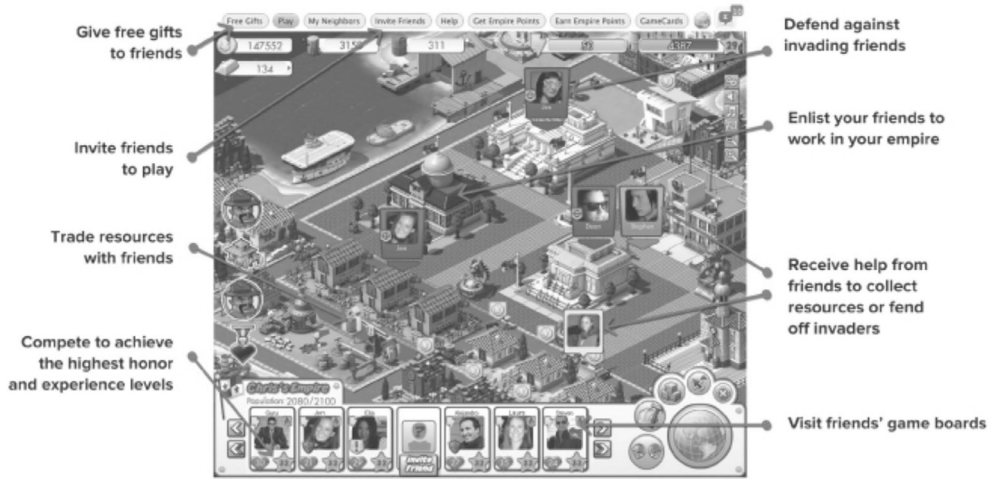 Give free gifts
to friends
Invite friends
to play
Trade resources
with friends
Compete to achieve
the highest honor
and experience levels
Free Gifts
Play
My Neighbors
Invite Friends
Help
Get Empire Points
Earn Empire Points
GameCards
147552
311
50
4387
29
134
Chris's Empire
Population: 2080/2100
Invite
Friend
Defend against
invading friends
Enlist your friends to
work in your empire
Receive help from
friends to collect
resources or fend
off invaders
Visit friends' game boards